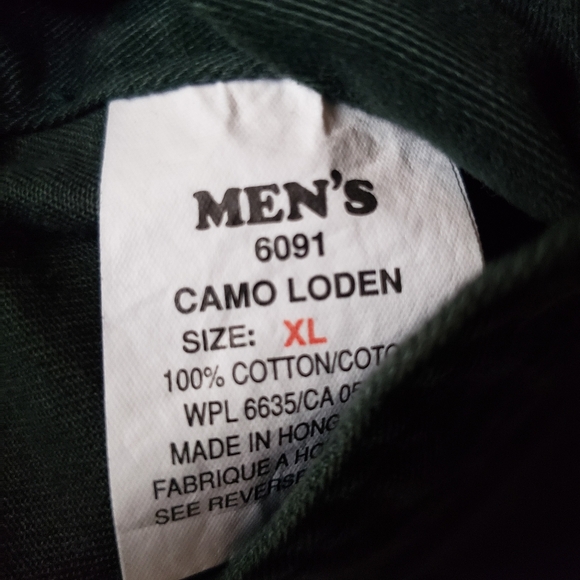 MEN'S
6091
CAMO LODEN
SIZE: XL
100% COTTON/COTO
WPL 6635/CA 05
MADE IN HONG
FABRIQUE A HO
SEE REVERSE